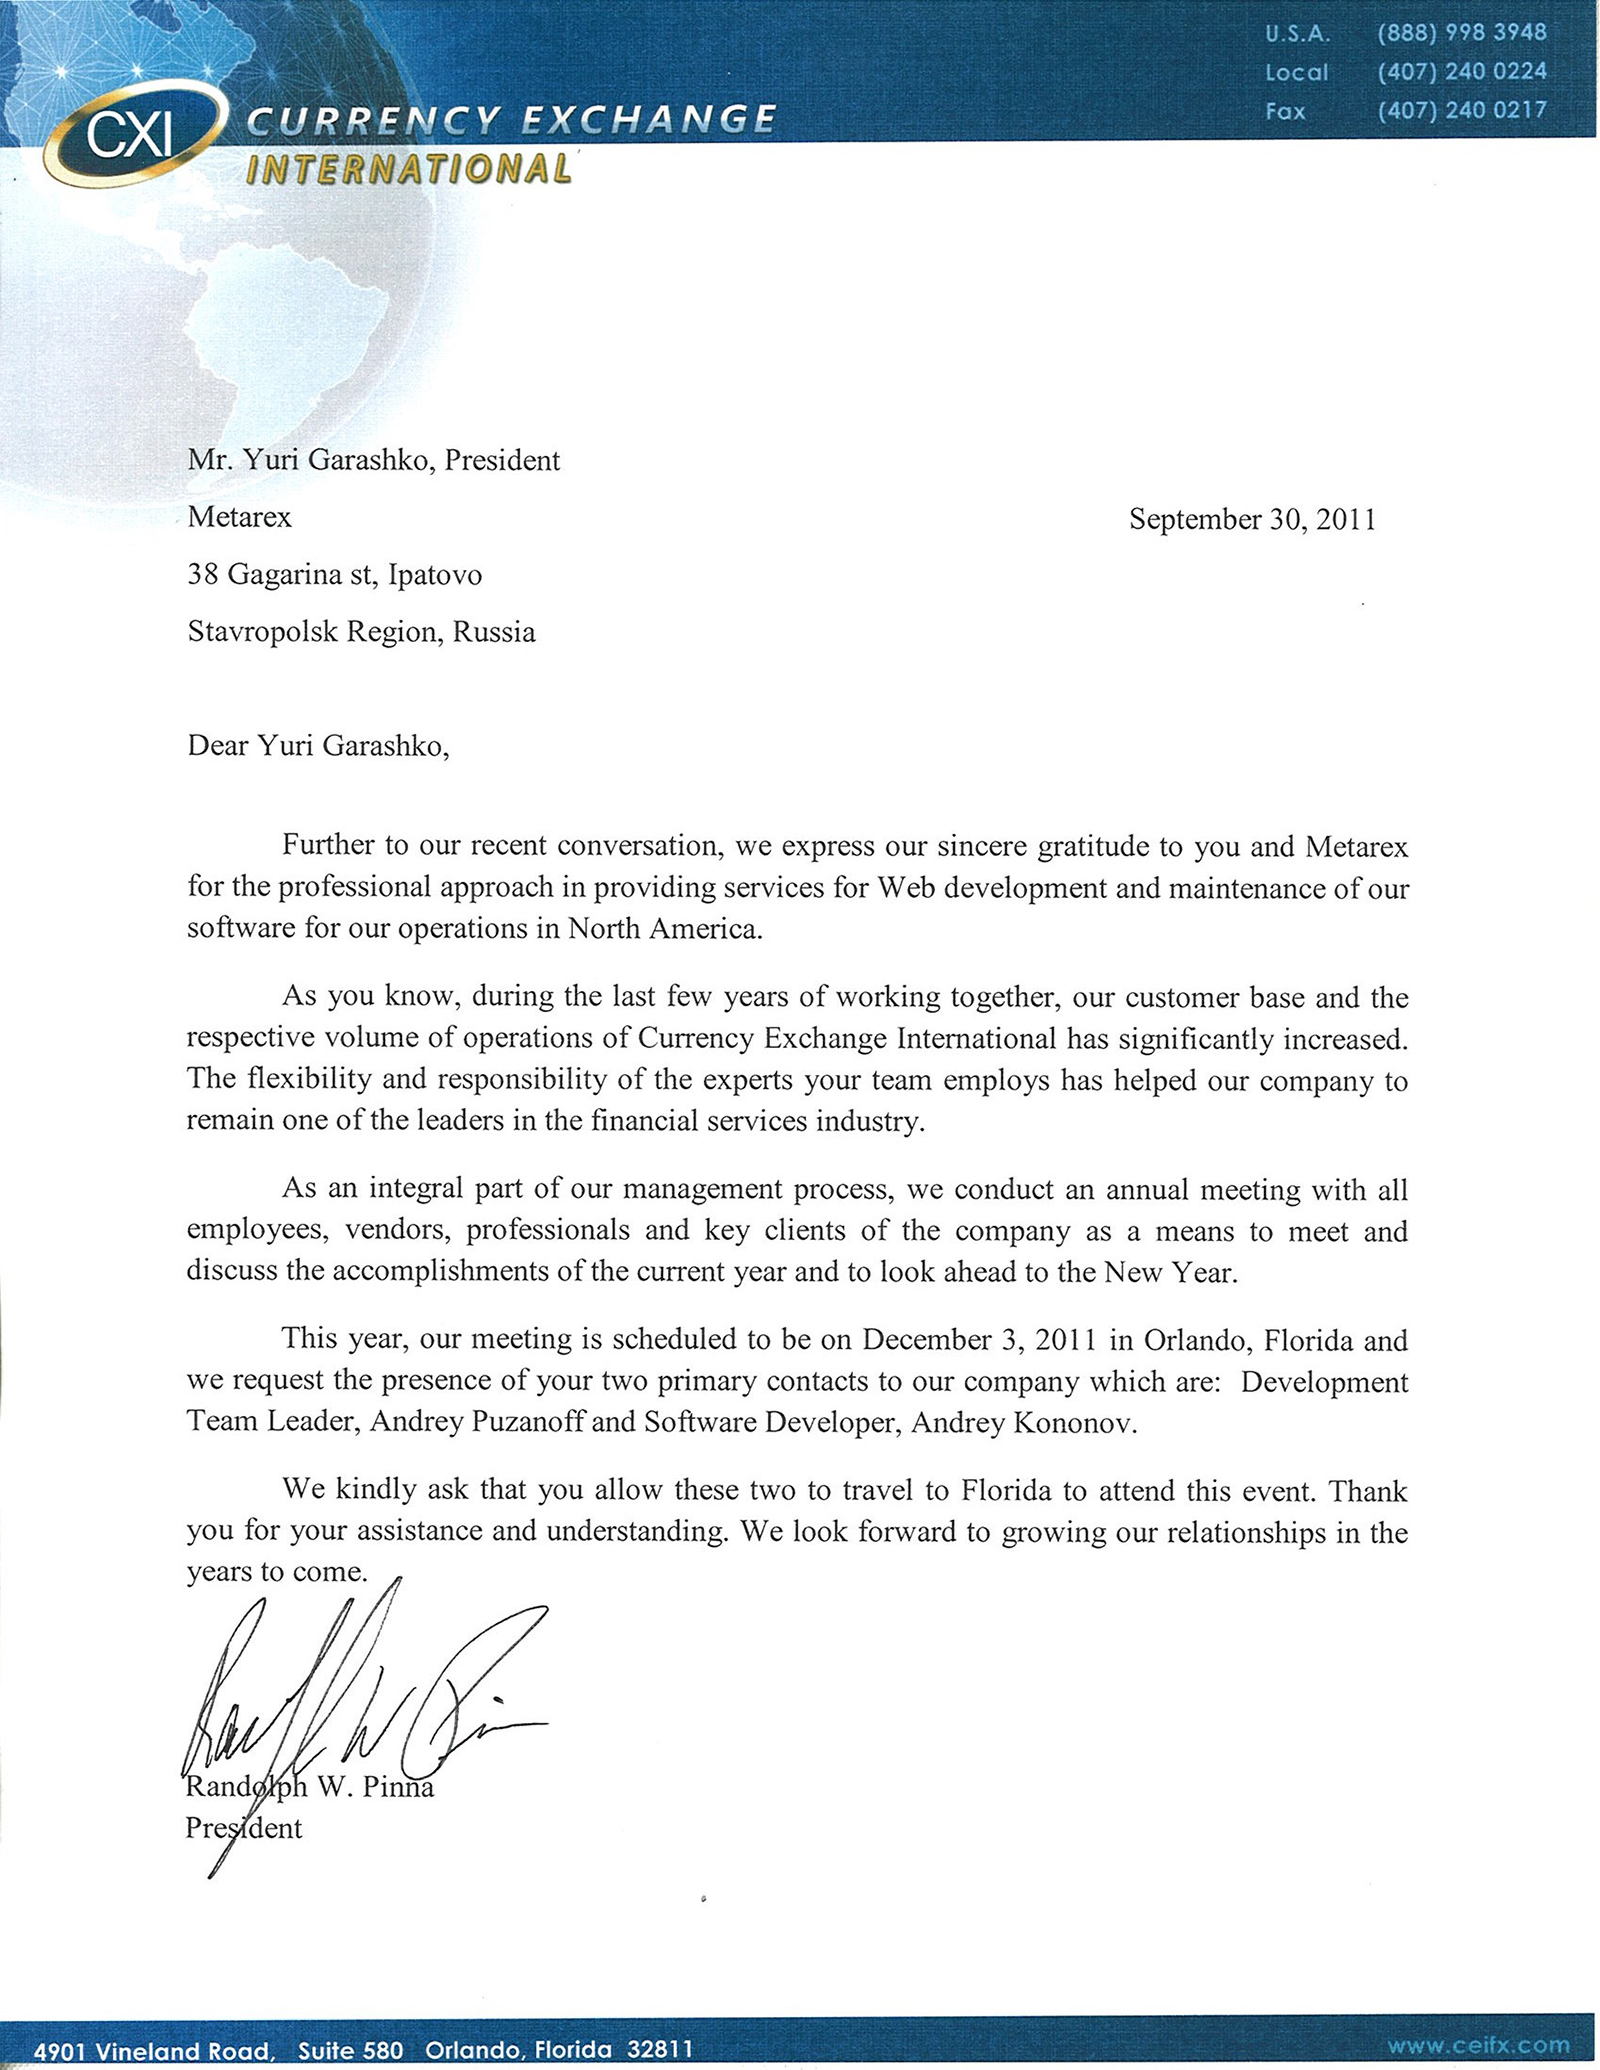 U.S.A. (888) 998 3948
Local (407) 240 0224
Fax (407) 240 0217
CXI CURRENCY EXCHANGE
INTERNATIONAL
Mr. Yuri Garashko, President
Metarex
September 30, 2011
38 Gagarina st, Ipatovo
Stavropolsk Region, Russia
Dear Yuri Garashko,
Further to our recent conversation, we express our sincere gratitude to you and Metarex
for the professional approach in providing services for Web development and maintenance of our
software for our operations in North America.
As you know, during the last few years of working together, our customer base and the
respective volume of operations of Currency Exchange International has significantly increased.
The flexibility and responsibility of the experts your team employs has helped our company to
remain one of the leaders in the financial services industry.
As an integral part of our management process, we conduct an annual meeting with all
employees, vendors, professionals and key clients of the company as a means to meet and
discuss the accomplishments of the current year and to look ahead to the New Year.
This year, our meeting is scheduled to be on December 3, 2011 in Orlando, Florida and
we request the presence of your two primary contacts to our company which are: Development
Team Leader, Andrey Puzanoff and Software Developer, Andrey Kononov.
We kindly ask that you allow these two to travel to Florida to attend this event. Thank
you for your assistance and understanding. We look forward to growing our relationships in the
years to come.
Randolph W. Pinna
President
4901 Vineland Road, Suite 580 Orlando, Florida 32811
www.ceifx.com